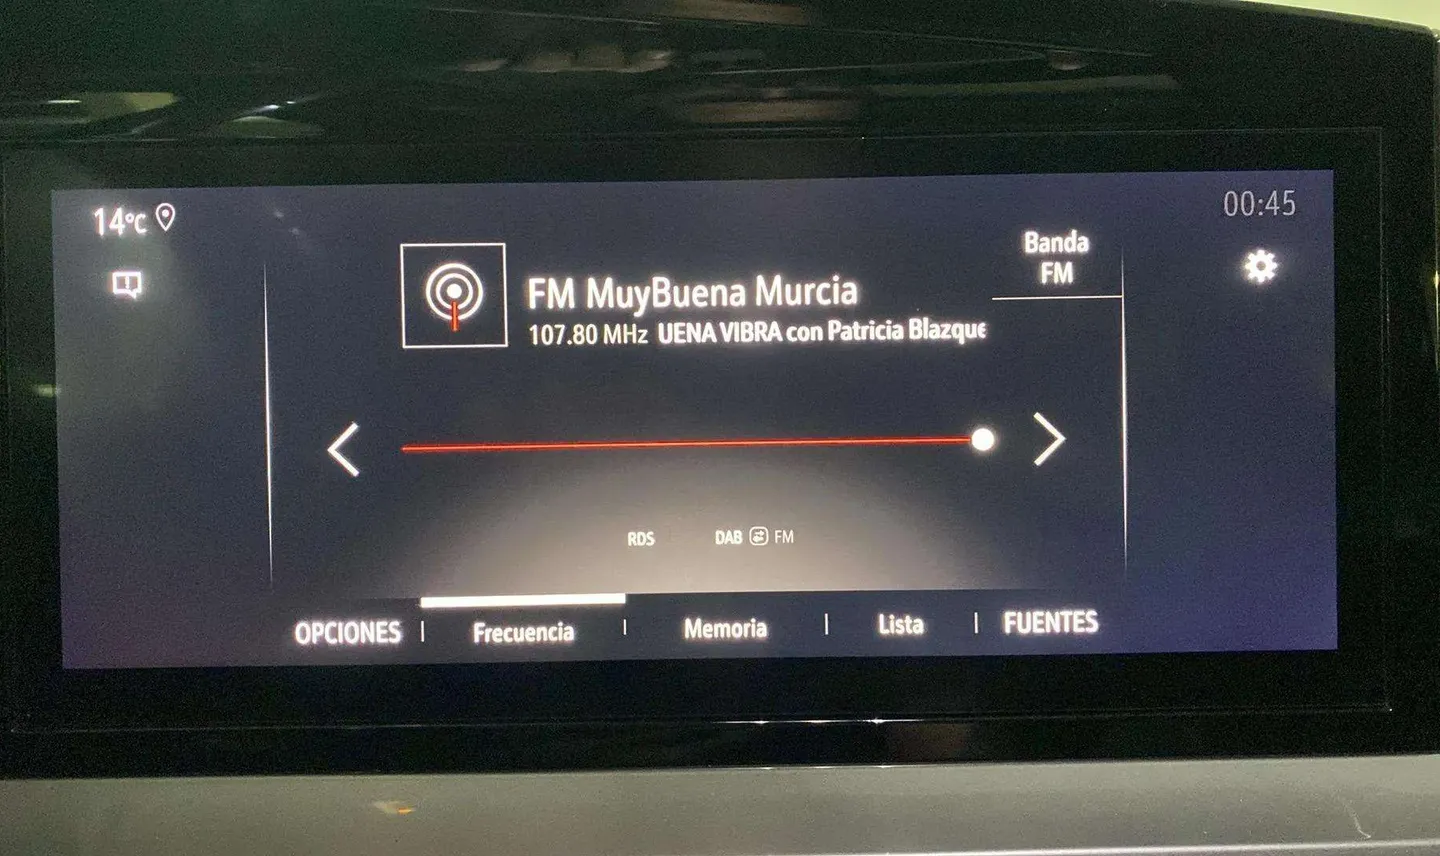 14°C
00:45
Banda
FM
FM MuyBuena Murcia
107.80 MHz UENA VIBRA con Patricia Blazque
RDS DAB FM
OPCIONES | Frecuencia | Memoria | Lista | FUENTES